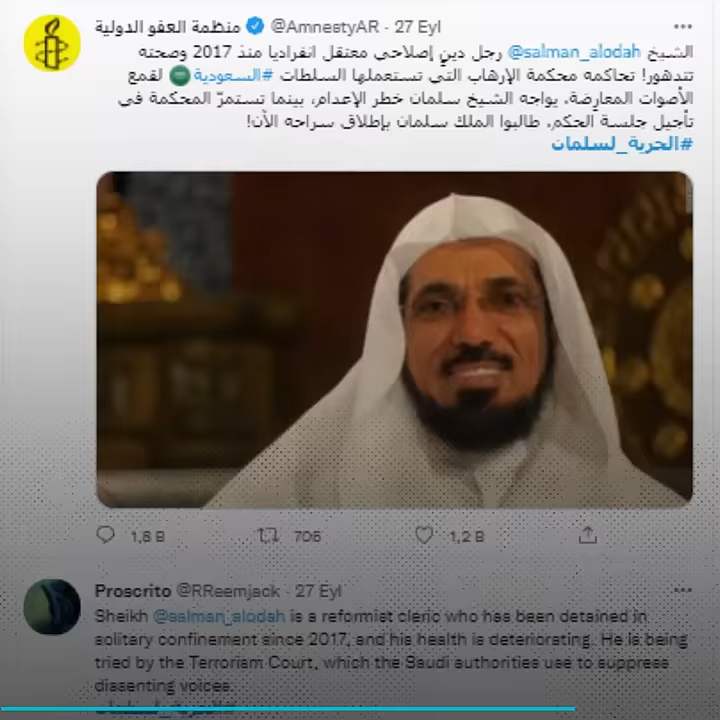 منظمة العفو الدولية @AmnestyAR · 27 Eyl
الشيخ @salman_alodah رجل دين إصلاحي معتقل انفراديا منذ 2017 وصحته
تتدهور! تحاكمه محكمة الإرهاب التي تستعملها السلطات #السعودية لقمع
الأصوات المعارضة. يواجه الشيخ سلمان خطر الإعدام، بينما تستمرّ المحكمة في
تأجيل جلسة الحكم. طالبوا الملك سلمان بإطلاق سراحه الآن!
#الحرية_لسلمان
1,8 B 706 1,2 B
Proscrito @RReemjack · 27 Eyl
Sheikh @salman_alodah is a reformist cleric who has been detained in
solitary confinement since 2017, and his health is deteriorating. He is being
tried by the Terrorism Court, which the Saudi authorities use to suppress
dissenting voices.